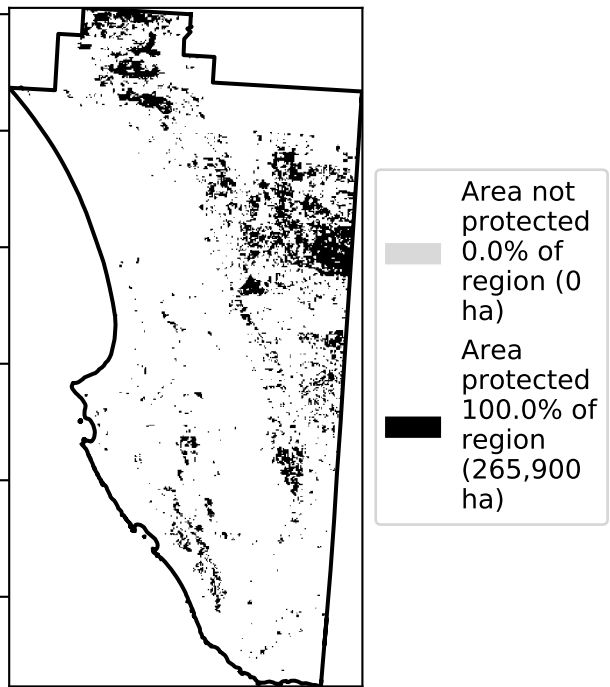 Area not
protected
0.0% of
region (0
ha)
Area
protected
100.0% of
region
(265,900
ha)